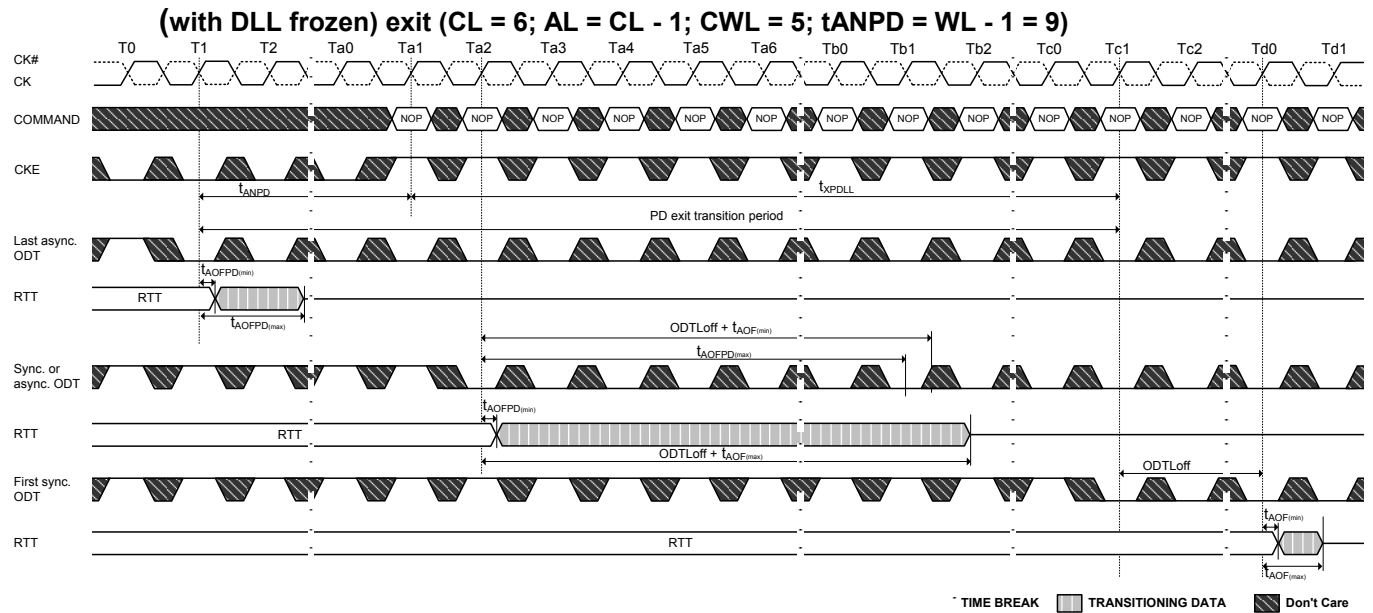 (with DLL frozen) exit (CL = 6; AL = CL - 1; CWL = 5; tANPD = WL - 1 = 9)
T0 T1 T2 Ta0 Ta1 Ta2 Ta3 Ta4 Ta5 Ta6 Tb0 Tb1 Tb2 Tc0 Tc1 Tc2 Td0 Td1
CK#
CK
COMMAND
NOP NOP NOP NOP NOP NOP NOP NOP NOP NOP NOP NOP NOP NOP
CKE
tANPD tXPDLL
PD exit transition period
Last async.
ODT
tAOFPD(min)
RTT RTT
tAOFPD(max)
ODTLoff + tAOF(min)
tAOFPD(max)
Sync. or
async. ODT
tAOFPD(min)
RTT RTT
ODTLoff + tAOF(max)
ODTLoff
First sync.
ODT
tAOF(min)
RTT RTT
tAOF(max)
TIME BREAK TRANSITIONING DATA Don't Care